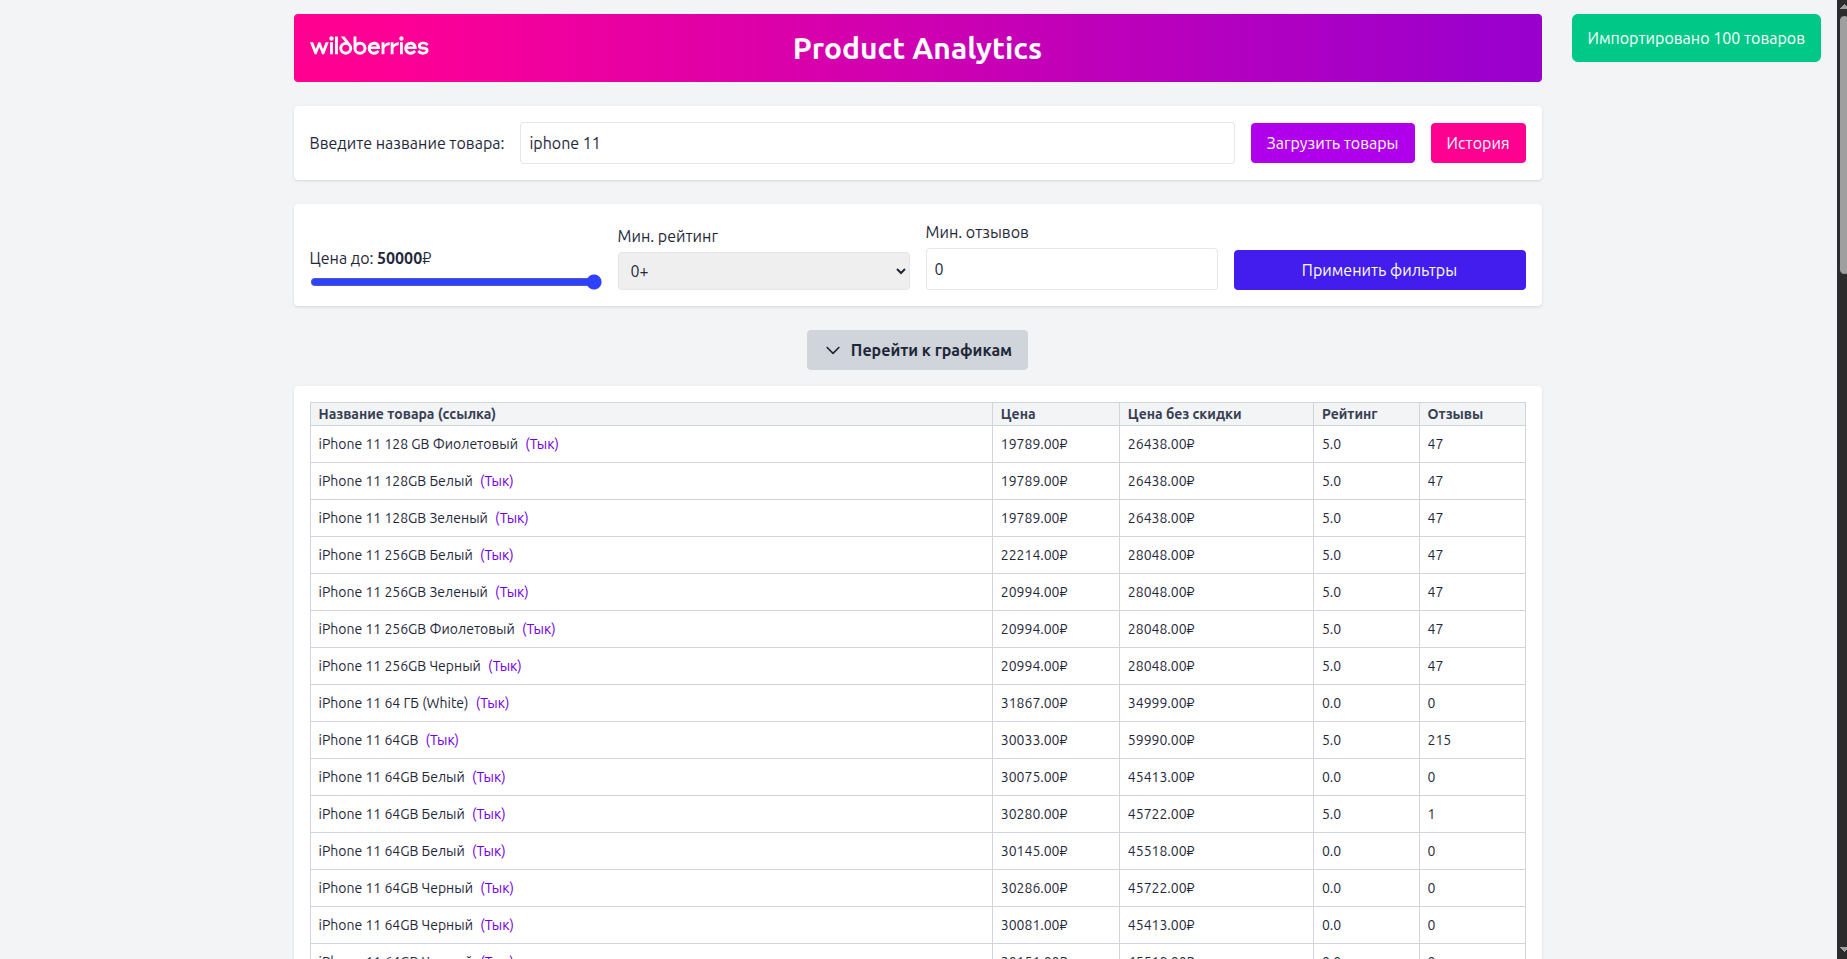 wildberries
Product Analytics
Импортировано 100 товаров
Введите название товара: iphone 11 Загрузить товары История
Цена до: 50000₽
Мин. рейтинг
0+
Мин. отзывов
0
Применить фильтры
Перейти к графикам
Название товара (ссылка) Цена Цена без скидки Рейтинг Отзывы
iPhone 11 128 GB Фиолетовый (Тык) 19789.00₽ 26438.00₽ 5.0 47
iPhone 11 128GB Белый (Тык) 19789.00₽ 26438.00₽ 5.0 47
iPhone 11 128GB Зеленый (Тык) 19789.00₽ 26438.00₽ 5.0 47
iPhone 11 256GB Белый (Тык) 22214.00₽ 28048.00₽ 5.0 47
iPhone 11 256GB Зеленый (Тык) 20994.00₽ 28048.00₽ 5.0 47
iPhone 11 256GB Фиолетовый (Тык) 20994.00₽ 28048.00₽ 5.0 47
iPhone 11 256GB Черный (Тык) 20994.00₽ 28048.00₽ 5.0 47
iPhone 11 64 ГБ (White) (Тык) 31867.00₽ 34999.00₽ 0.0 0
iPhone 11 64GB (Тык) 30033.00₽ 59990.00₽ 5.0 215
iPhone 11 64GB Белый (Тык) 30075.00₽ 45413.00₽ 0.0 0
iPhone 11 64GB Белый (Тык) 30280.00₽ 45722.00₽ 5.0 1
iPhone 11 64GB Белый (Тык) 30145.00₽ 45518.00₽ 0.0 0
iPhone 11 64GB Черный (Тык) 30286.00₽ 45722.00₽ 0.0 0
iPhone 11 64GB Черный (Тык) 30081.00₽ 45413.00₽ 0.0 0